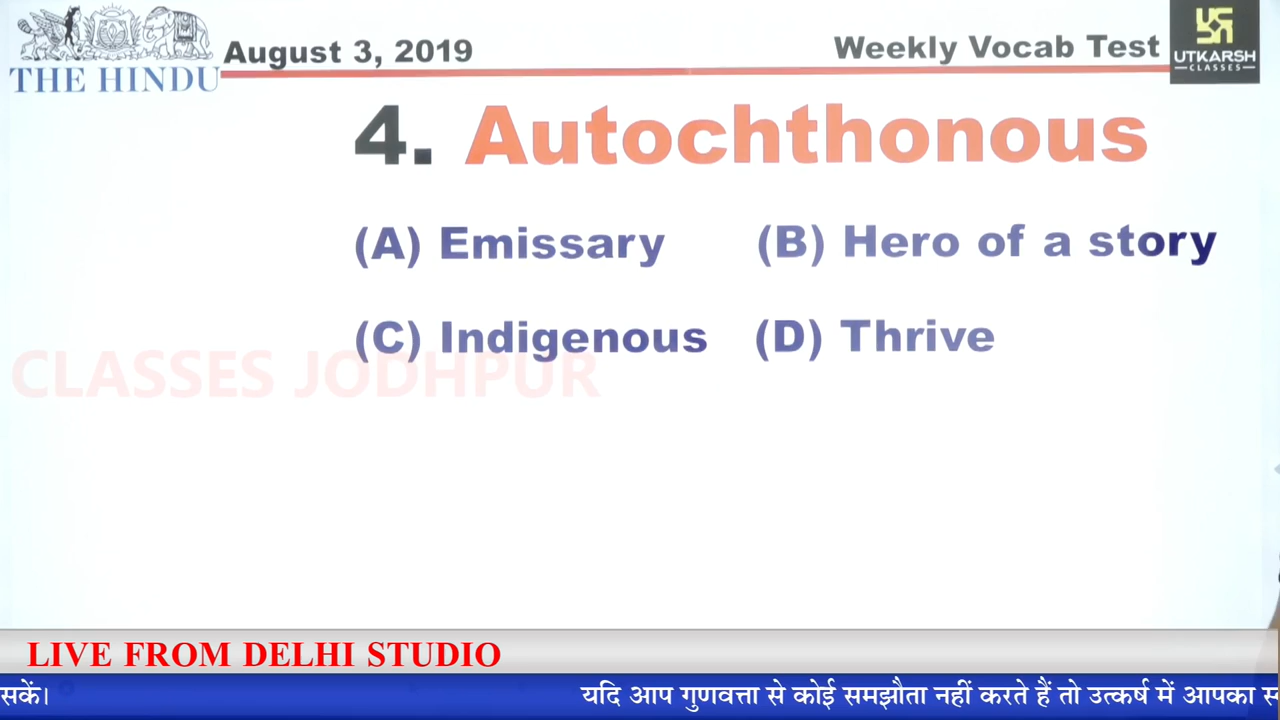 THE HINDU
August 3, 2019
Weekly Vocab Test
UTKARSH
CLASSES
4. Autochthonous
(A) Emissary (B) Hero of a story
(C) Indigenous (D) Thrive
CLASSES JODHPUR
LIVE FROM DELHI STUDIO
सकें। यदि आप गुणवत्ता से कोई समझौता नहीं करते हैं तो उत्कर्ष में आपका